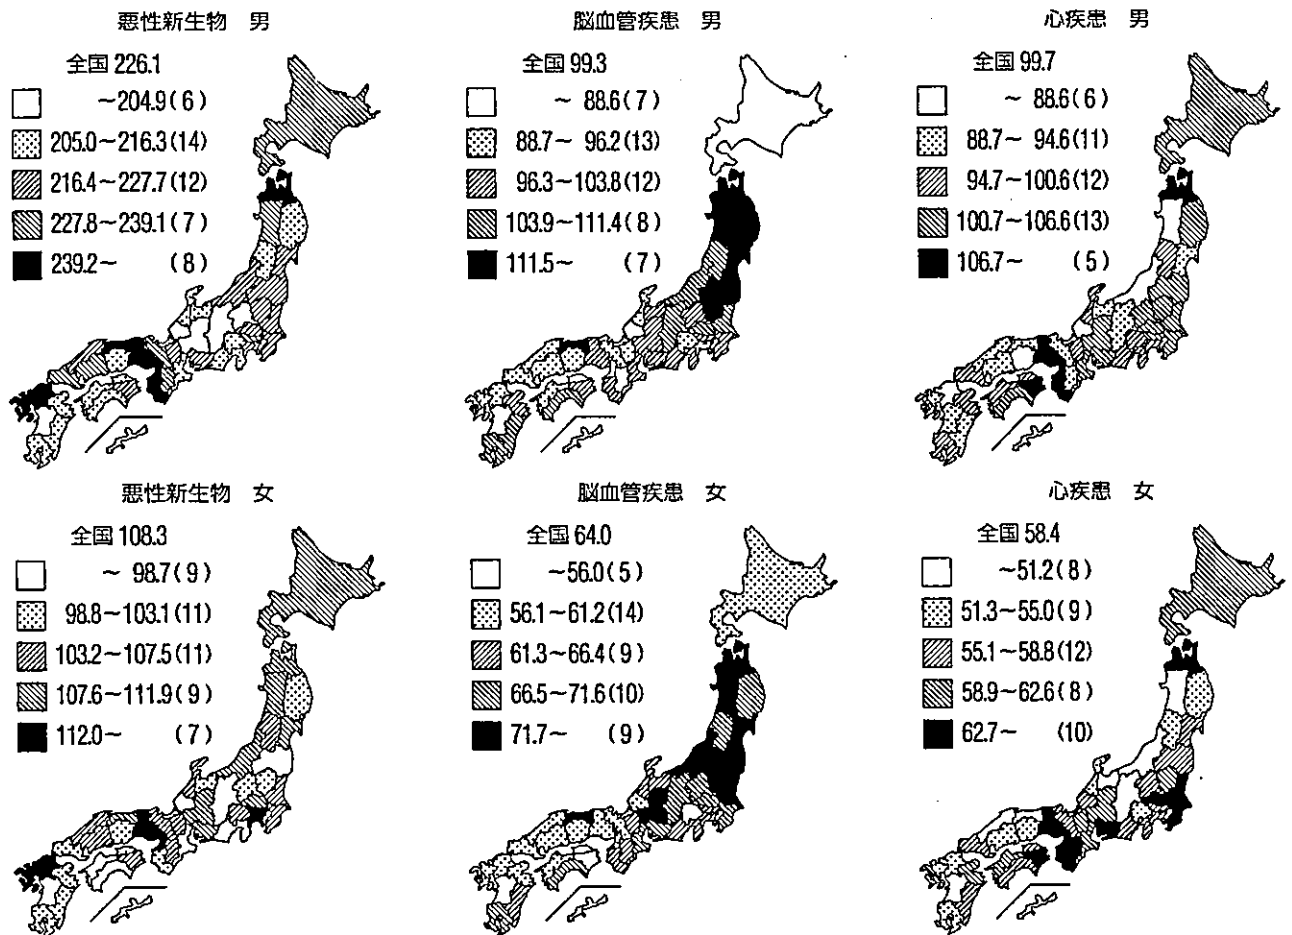 悪性新生物 男
全国 226.1
～204.9(6)
205.0～216.3(14)
216.4～227.7(12)
227.8～239.1(7)
239.2～ (8)
脳血管疾患 男
全国 99.3
～ 88.6(7)
88.7～ 96.2(13)
96.3～103.8(12)
103.9～111.4(8)
111.5～ (7)
心疾患 男
全国 99.7
～ 88.6(6)
88.7～ 94.6(11)
94.7～100.6(12)
100.7～106.6(13)
106.7～ (5)
悪性新生物 女
全国 108.3
～ 98.7(9)
98.8～103.1(11)
103.2～107.5(11)
107.6～111.9(9)
112.0～ (7)
脳血管疾患 女
全国 64.0
～56.0(5)
56.1～61.2(14)
61.3～66.4(9)
66.5～71.6(10)
71.7～ (9)
心疾患 女
全国 58.4
～51.2(8)
51.3～55.0(9)
55.1～58.8(12)
58.9～62.6(8)
62.7～ (10)